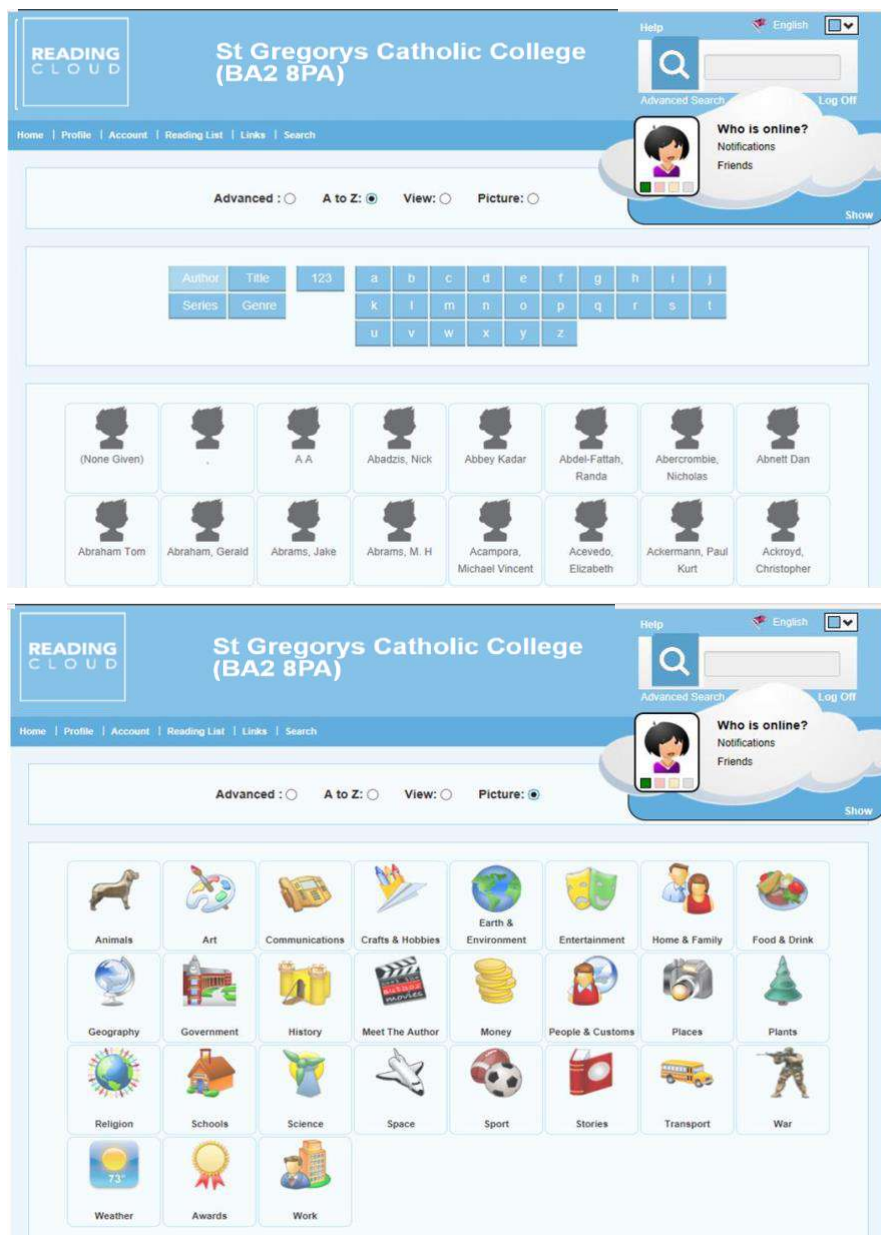 READING
CLOUD
St Gregorys Catholic College
(BA2 8PA)
Help
English
Advanced Search
Log Off
Home | Profile | Account | Reading List | Links | Search
Who is online?
Notifications
Friends
Show
Advanced : A to Z: View: Picture:
Author Title 123 a b c d e f g h i j
Series Genre k l m n o p q r s t
u v w x y z
(None Given) , A A Abadzis, Nick Abbey Kadar Abdel-Fattah, Randa Abercrombie, Nicholas Abnett Dan
Abraham Tom Abraham, Gerald Abrams, Jake Abrams, M. H Acampora, Michael Vincent Acevedo, Elizabeth Ackermann, Paul Kurt Ackroyd, Christopher
READING
CLOUD
St Gregorys Catholic College
(BA2 8PA)
Help
English
Advanced Search
Log Off
Home | Profile | Account | Reading List | Links | Search
Who is online?
Notifications
Friends
Show
Advanced : A to Z: View: Picture:
Animals Art Communications Crafts & Hobbies Earth & Environment Entertainment Home & Family Food & Drink
Geography Government History Meet The Author Money People & Customs Places Plants
Religion Schools Science Space Sport Stories Transport War
73°
Weather Awards Work